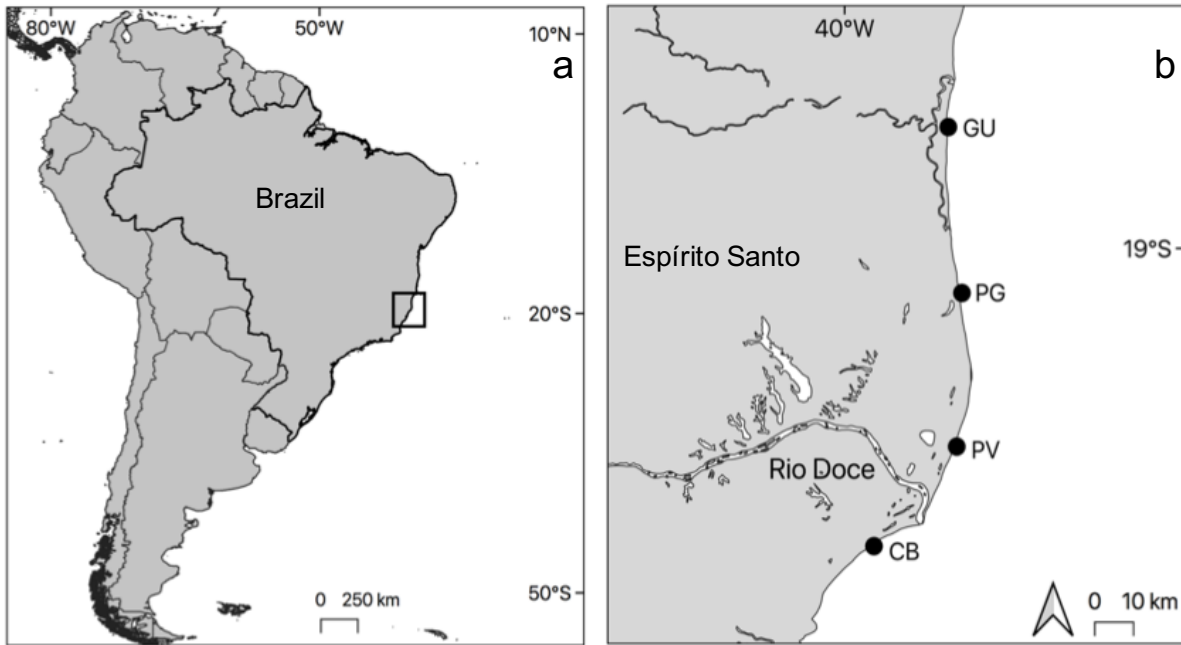 80°W 50°W
10°N
a
Brazil
20°S
0 250 km
50°S
40°W
b
GU
19°S
Espírito Santo
PG
PV
Rio Doce
CB
0 10 km